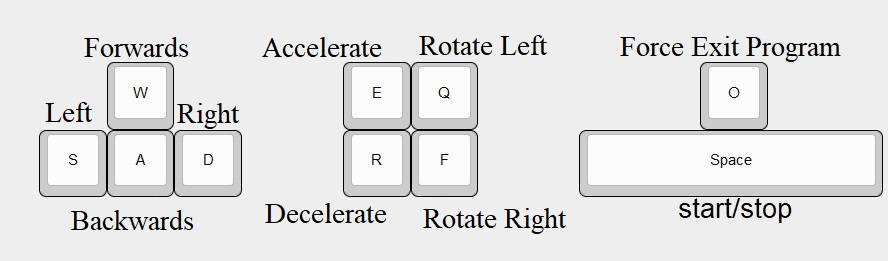 Forwards
W
Left
Right
S A D
Backwards
Accelerate
Rotate Left
E Q
R F
Decelerate
Rotate Right
Force Exit Program
O
Space
start/stop